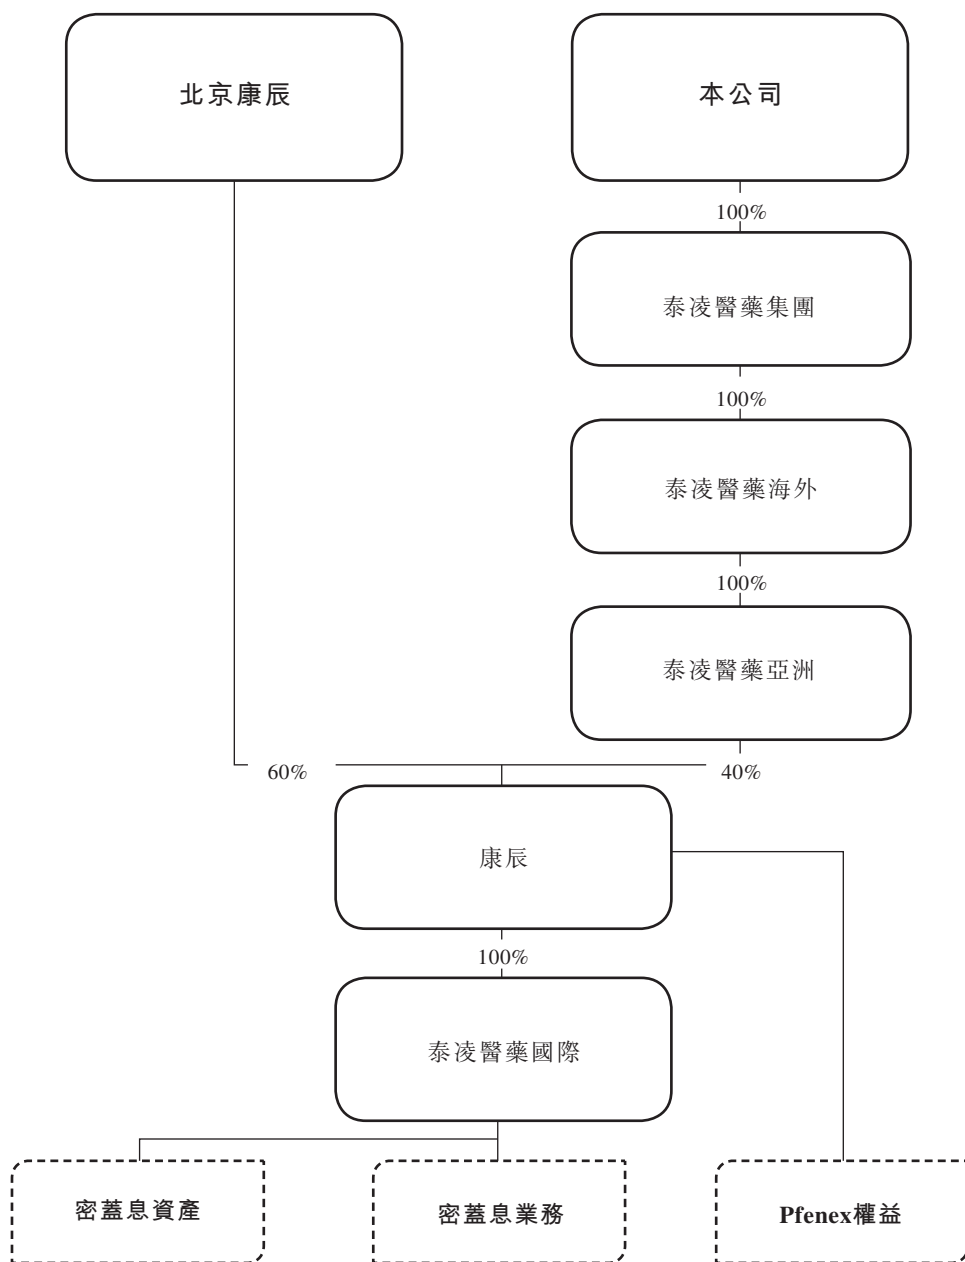 北京康辰
本公司
100%
泰凌醫藥集團
100%
泰凌醫藥海外
100%
泰凌醫藥亞洲
60%
40%
康辰
100%
泰凌醫藥國際
密蓋息資產
密蓋息業務
Pfenex權益